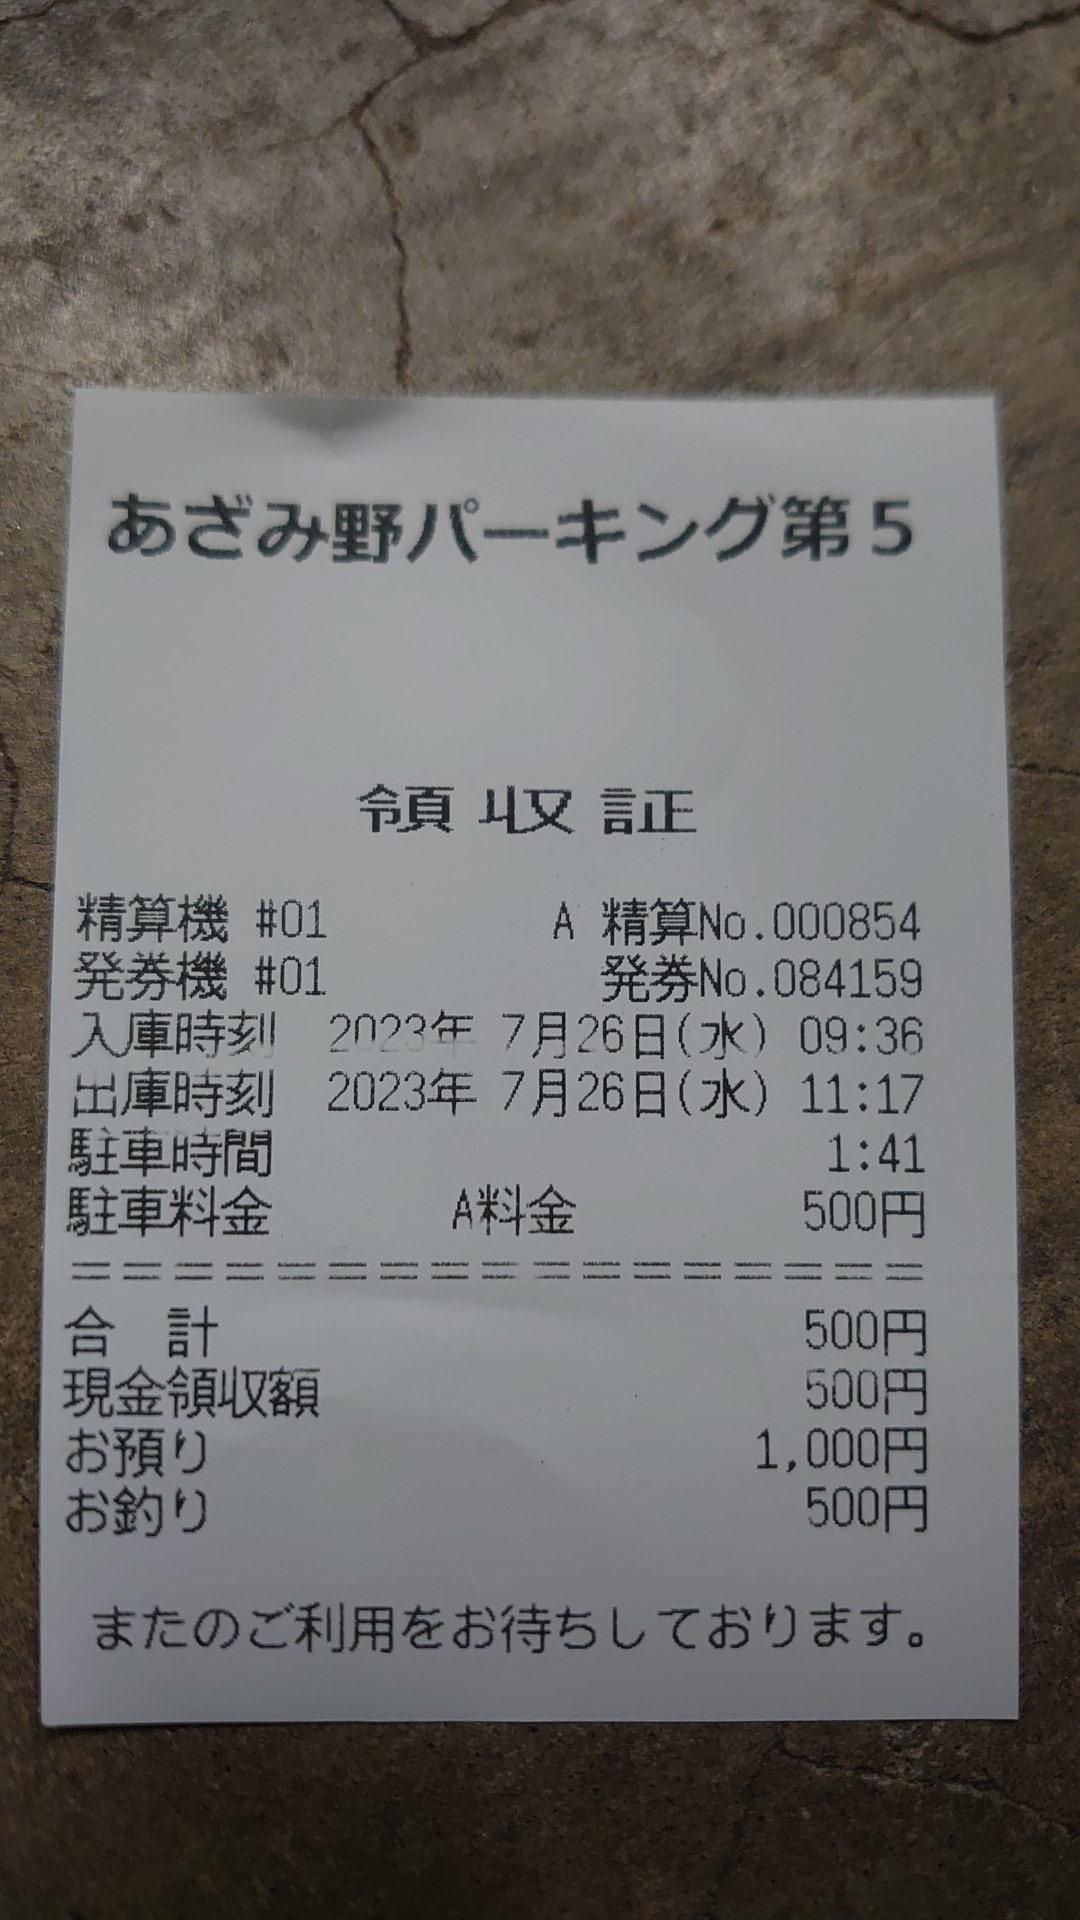 あざみ野パーキング第5
領収証
精算機 #01 A 精算No.000854
発券機 #01 発券No.084159
入庫時刻 2023年 7月26日(水) 09:36
出庫時刻 2023年 7月26日(水) 11:17
駐車時間 1:41
駐車料金 A料金 500円
=================
合 計 500円
現金領収額 500円
お預り 1,000円
お釣り 500円
またのご利用をお待ちしております。